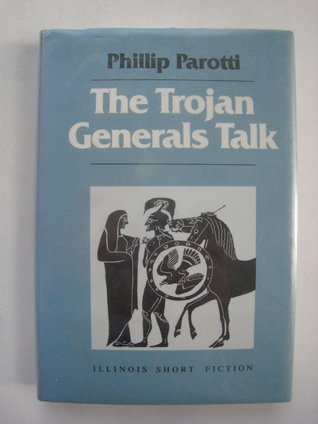 Phillip Parotti
The Trojan
Generals Talk
ILLINOIS SHORT FICTION